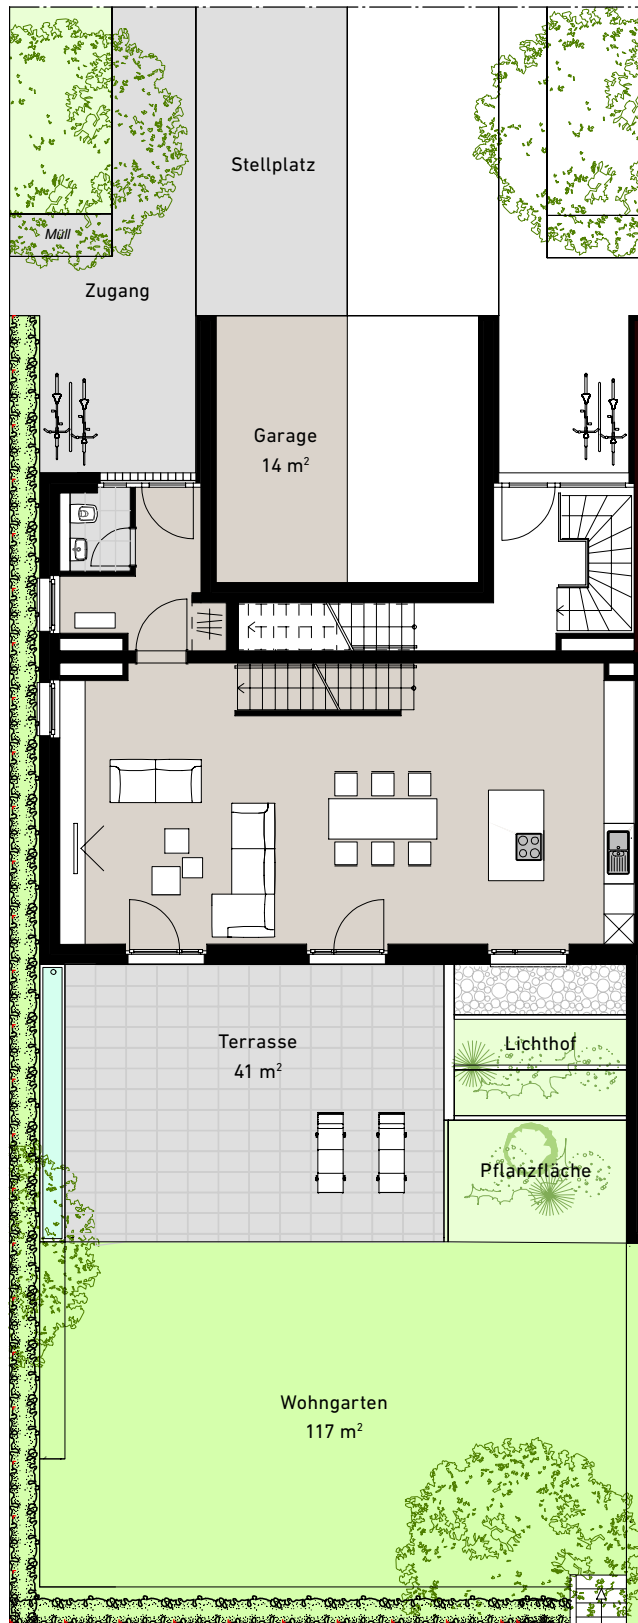 Stellplatz
Müll
Zugang
Garage
14 m²
Terrasse
41 m²
Lichthof
Pflanzfläche
Wohngarten
117 m²